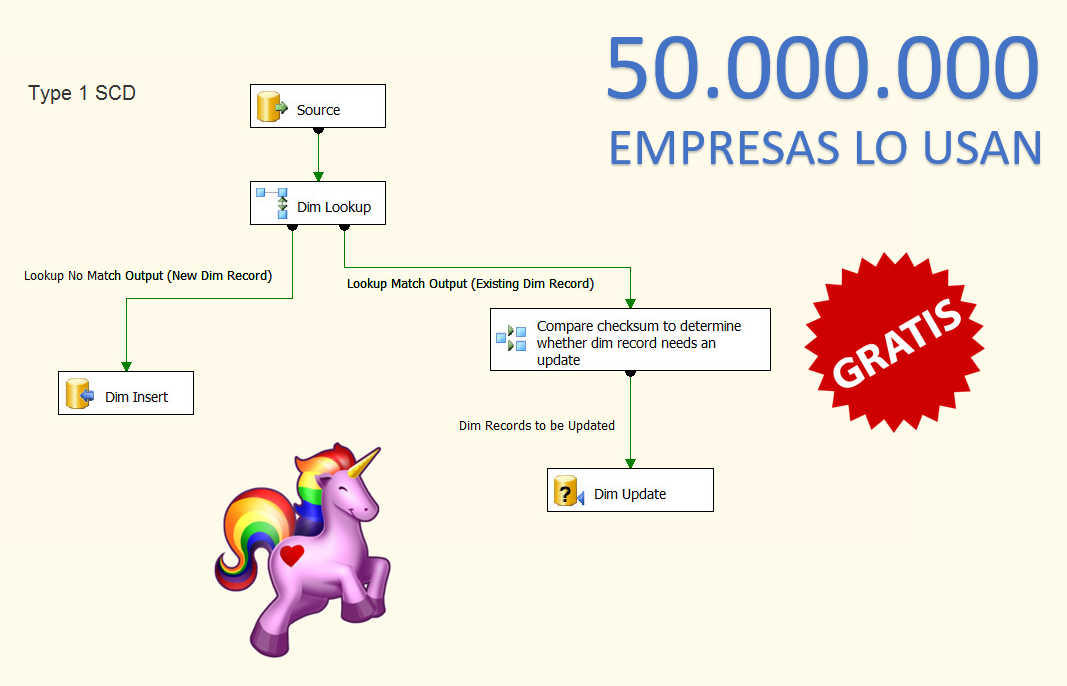 Type 1 SCD
50.000.000
EMPRESAS LO USAN
Source
Dim Lookup
Lookup No Match Output (New Dim Record)
Lookup Match Output (Existing Dim Record)
Compare checksum to determine
whether dim record needs an
update
GRATIS
Dim Insert
Dim Records to be Updated
?
Dim Update